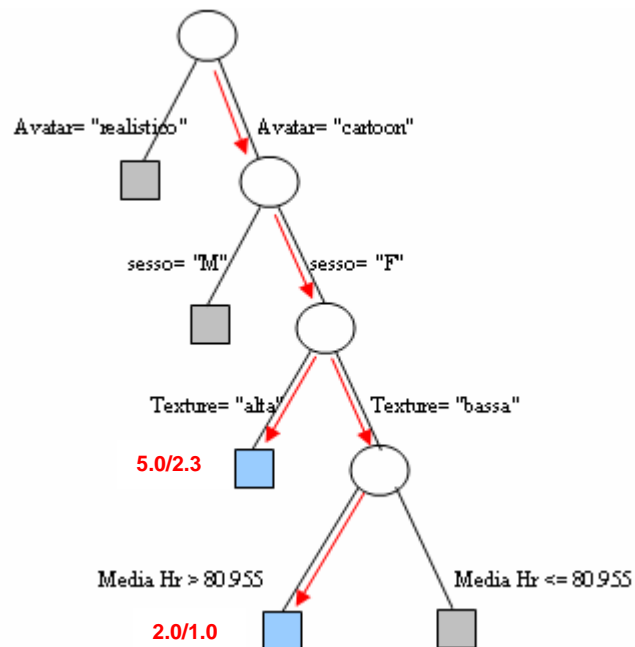 Avatar= "realistico" Avatar= "cartoon"
sesso= "M" sesso= "F"
Texture= "alta" Texture= "bassa"
5.0/2.3
Media Hr > 80.955 Media Hr <= 80.955
2.0/1.0